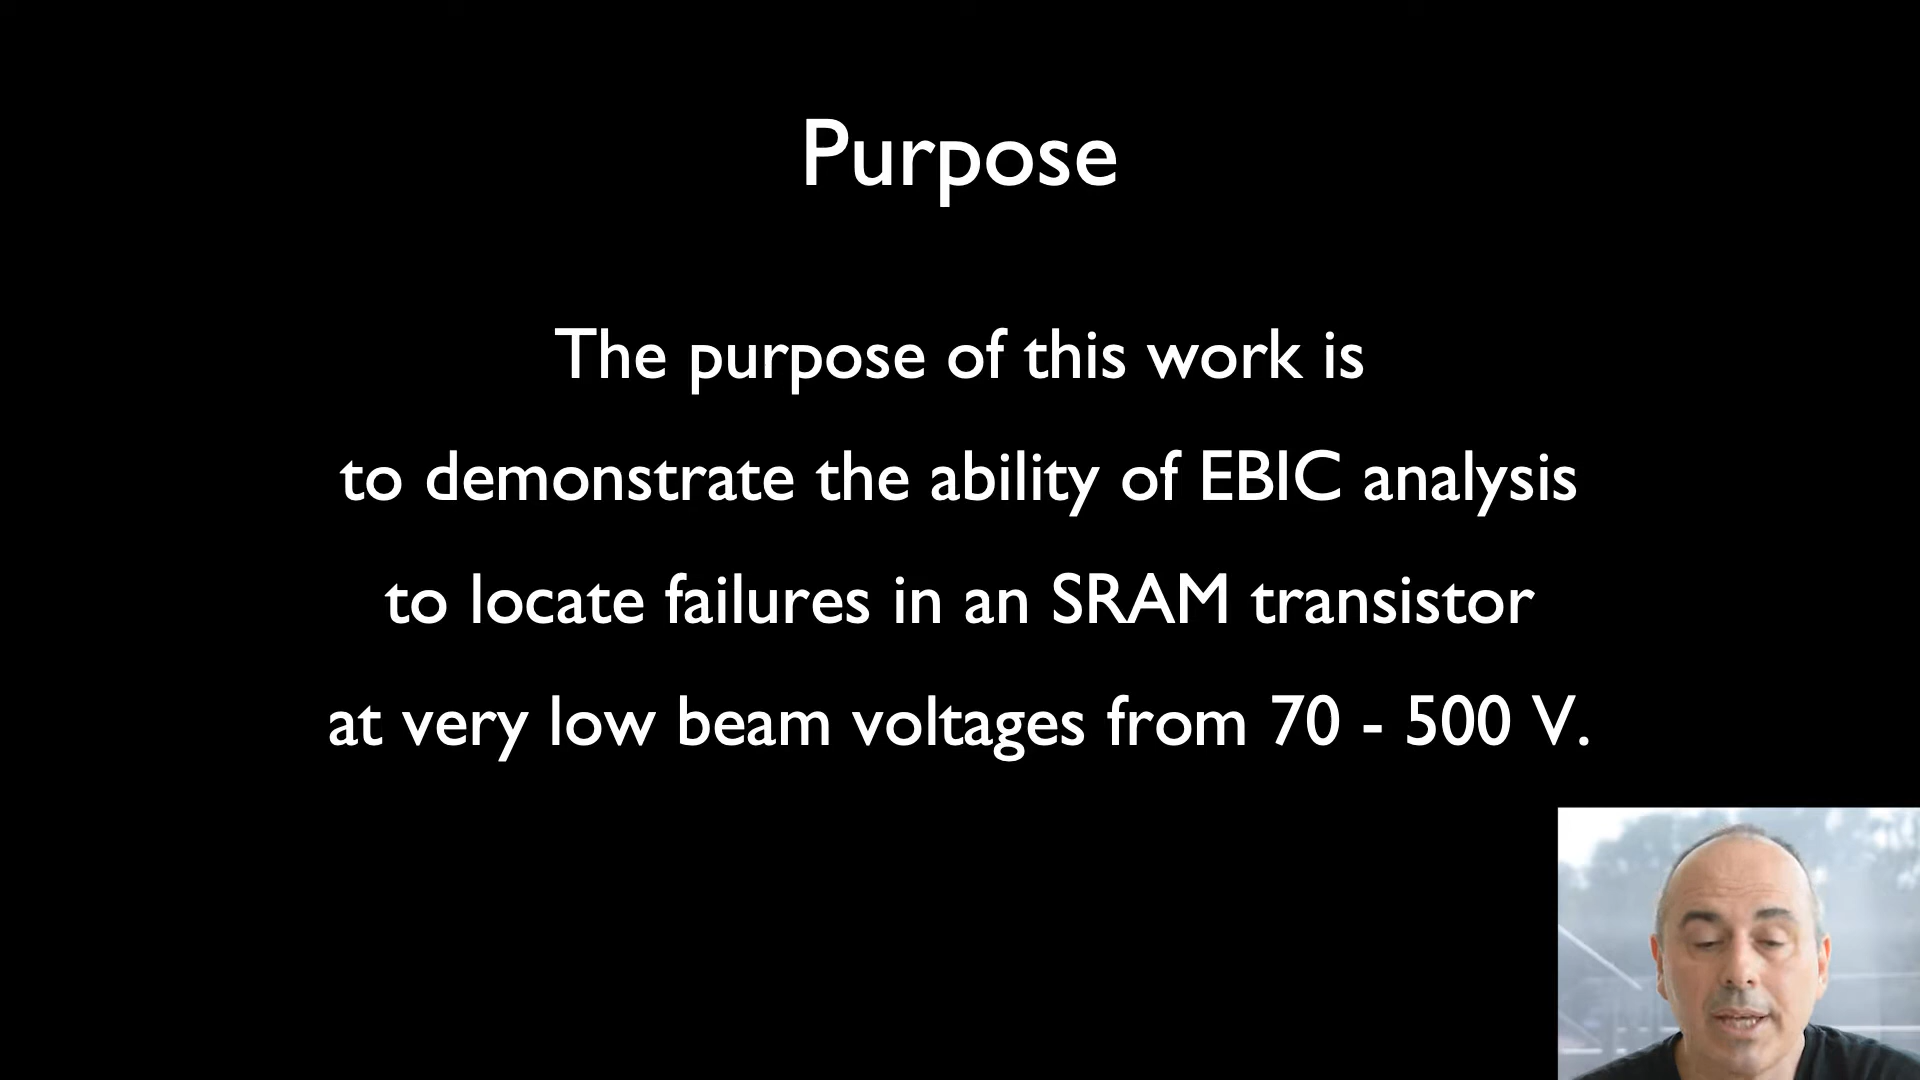 Purpose
The purpose of this work is
to demonstrate the ability of EBIC analysis
to locate failures in an SRAM transistor
at very low beam voltages from 70 - 500 V.